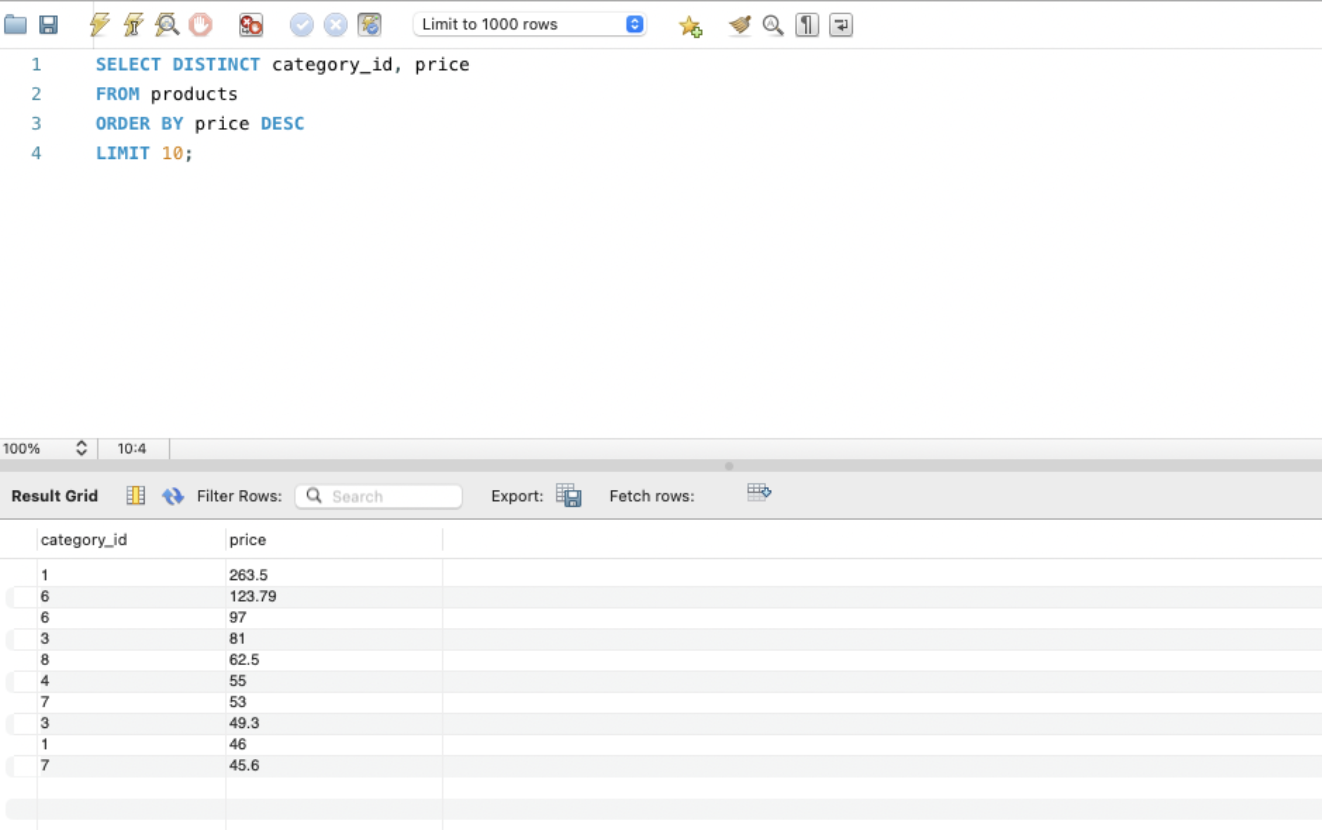 Limit to 1000 rows
1 SELECT DISTINCT category_id, price
2 FROM products
3 ORDER BY price DESC
4 LIMIT 10;
100% 10:4
Result Grid Filter Rows: Search Export: Fetch rows:
category_id price
1 263.5
6 123.79
6 97
3 81
8 62.5
4 55
7 53
3 49.3
1 46
7 45.6